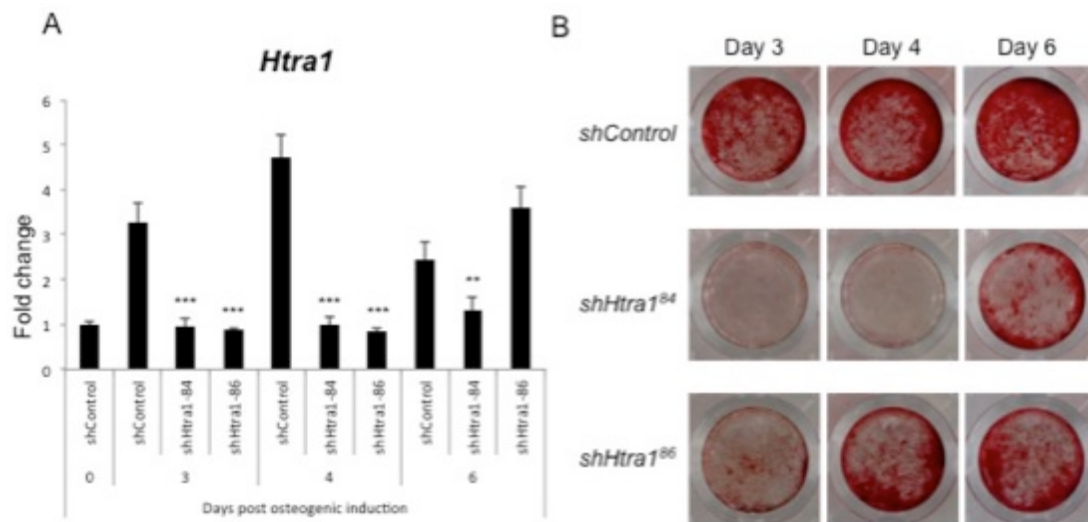 A
Htra1
Fold change
6
5
4
3
2
1
0
***
***
***
***
**
shControl
shControl
shHtra1-84
shHtra1-86
shControl
shHtra1-84
shHtra1-86
shControl
shHtra1-84
shHtra1-86
0
3
4
6
Days post osteogenic induction
B
Day 3
Day 4
Day 6
shControl
shHtra1⁸⁴
shHtra1⁸⁶